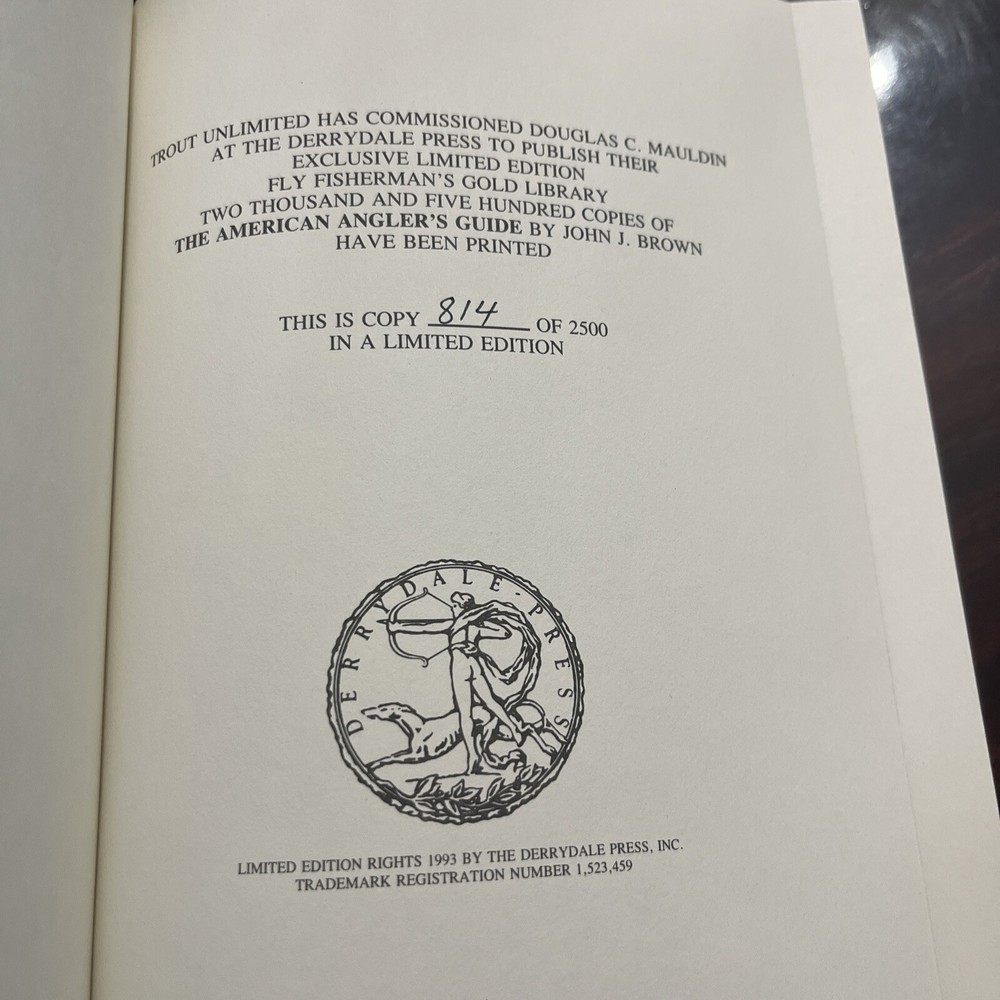 TROUT UNLIMITED HAS COMMISSIONED DOUGLAS C. MAULDIN
AT THE DERRYDALE PRESS TO PUBLISH THEIR
EXCLUSIVE LIMITED EDITION
FLY FISHERMAN'S GOLD LIBRARY
TWO THOUSAND AND FIVE HUNDRED COPIES OF
THE AMERICAN ANGLER'S GUIDE BY JOHN J. BROWN
HAVE BEEN PRINTED
THIS IS COPY 814 OF 2500
IN A LIMITED EDITION
DERRYDALE-PRESS
LIMITED EDITION RIGHTS 1993 BY THE DERRYDALE PRESS, INC.
TRADEMARK REGISTRATION NUMBER 1,523,459